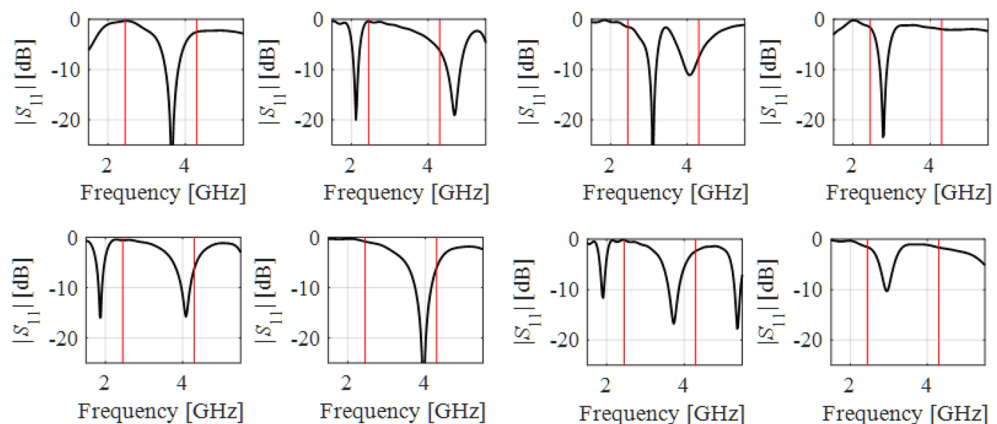 0 0 0 0
-10 -10 -10 -10
-20 -20 -20 -20
|S11| [dB] |S11| [dB] |S11| [dB] |S11| [dB]
2 4 2 4 2 4 2 4
Frequency [GHz] Frequency [GHz] Frequency [GHz] Frequency [GHz]
0 0 0 0
-10 -10 -10 -10
-20 -20 -20 -20
|S11| [dB] |S11| [dB] |S11| [dB] |S11| [dB]
2 4 2 4 2 4 2 4
Frequency [GHz] Frequency [GHz] Frequency [GHz] Frequency [GHz]